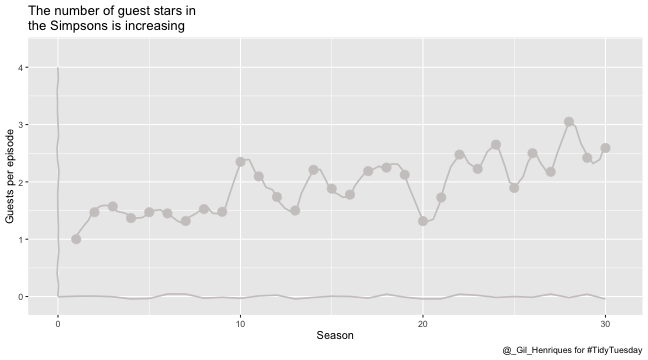 The number of guest stars in
the Simpsons is increasing
4
3
2
1
0
Guests per episode
0 10 20 30
Season
@_Gil_Henriques for #TidyTuesday